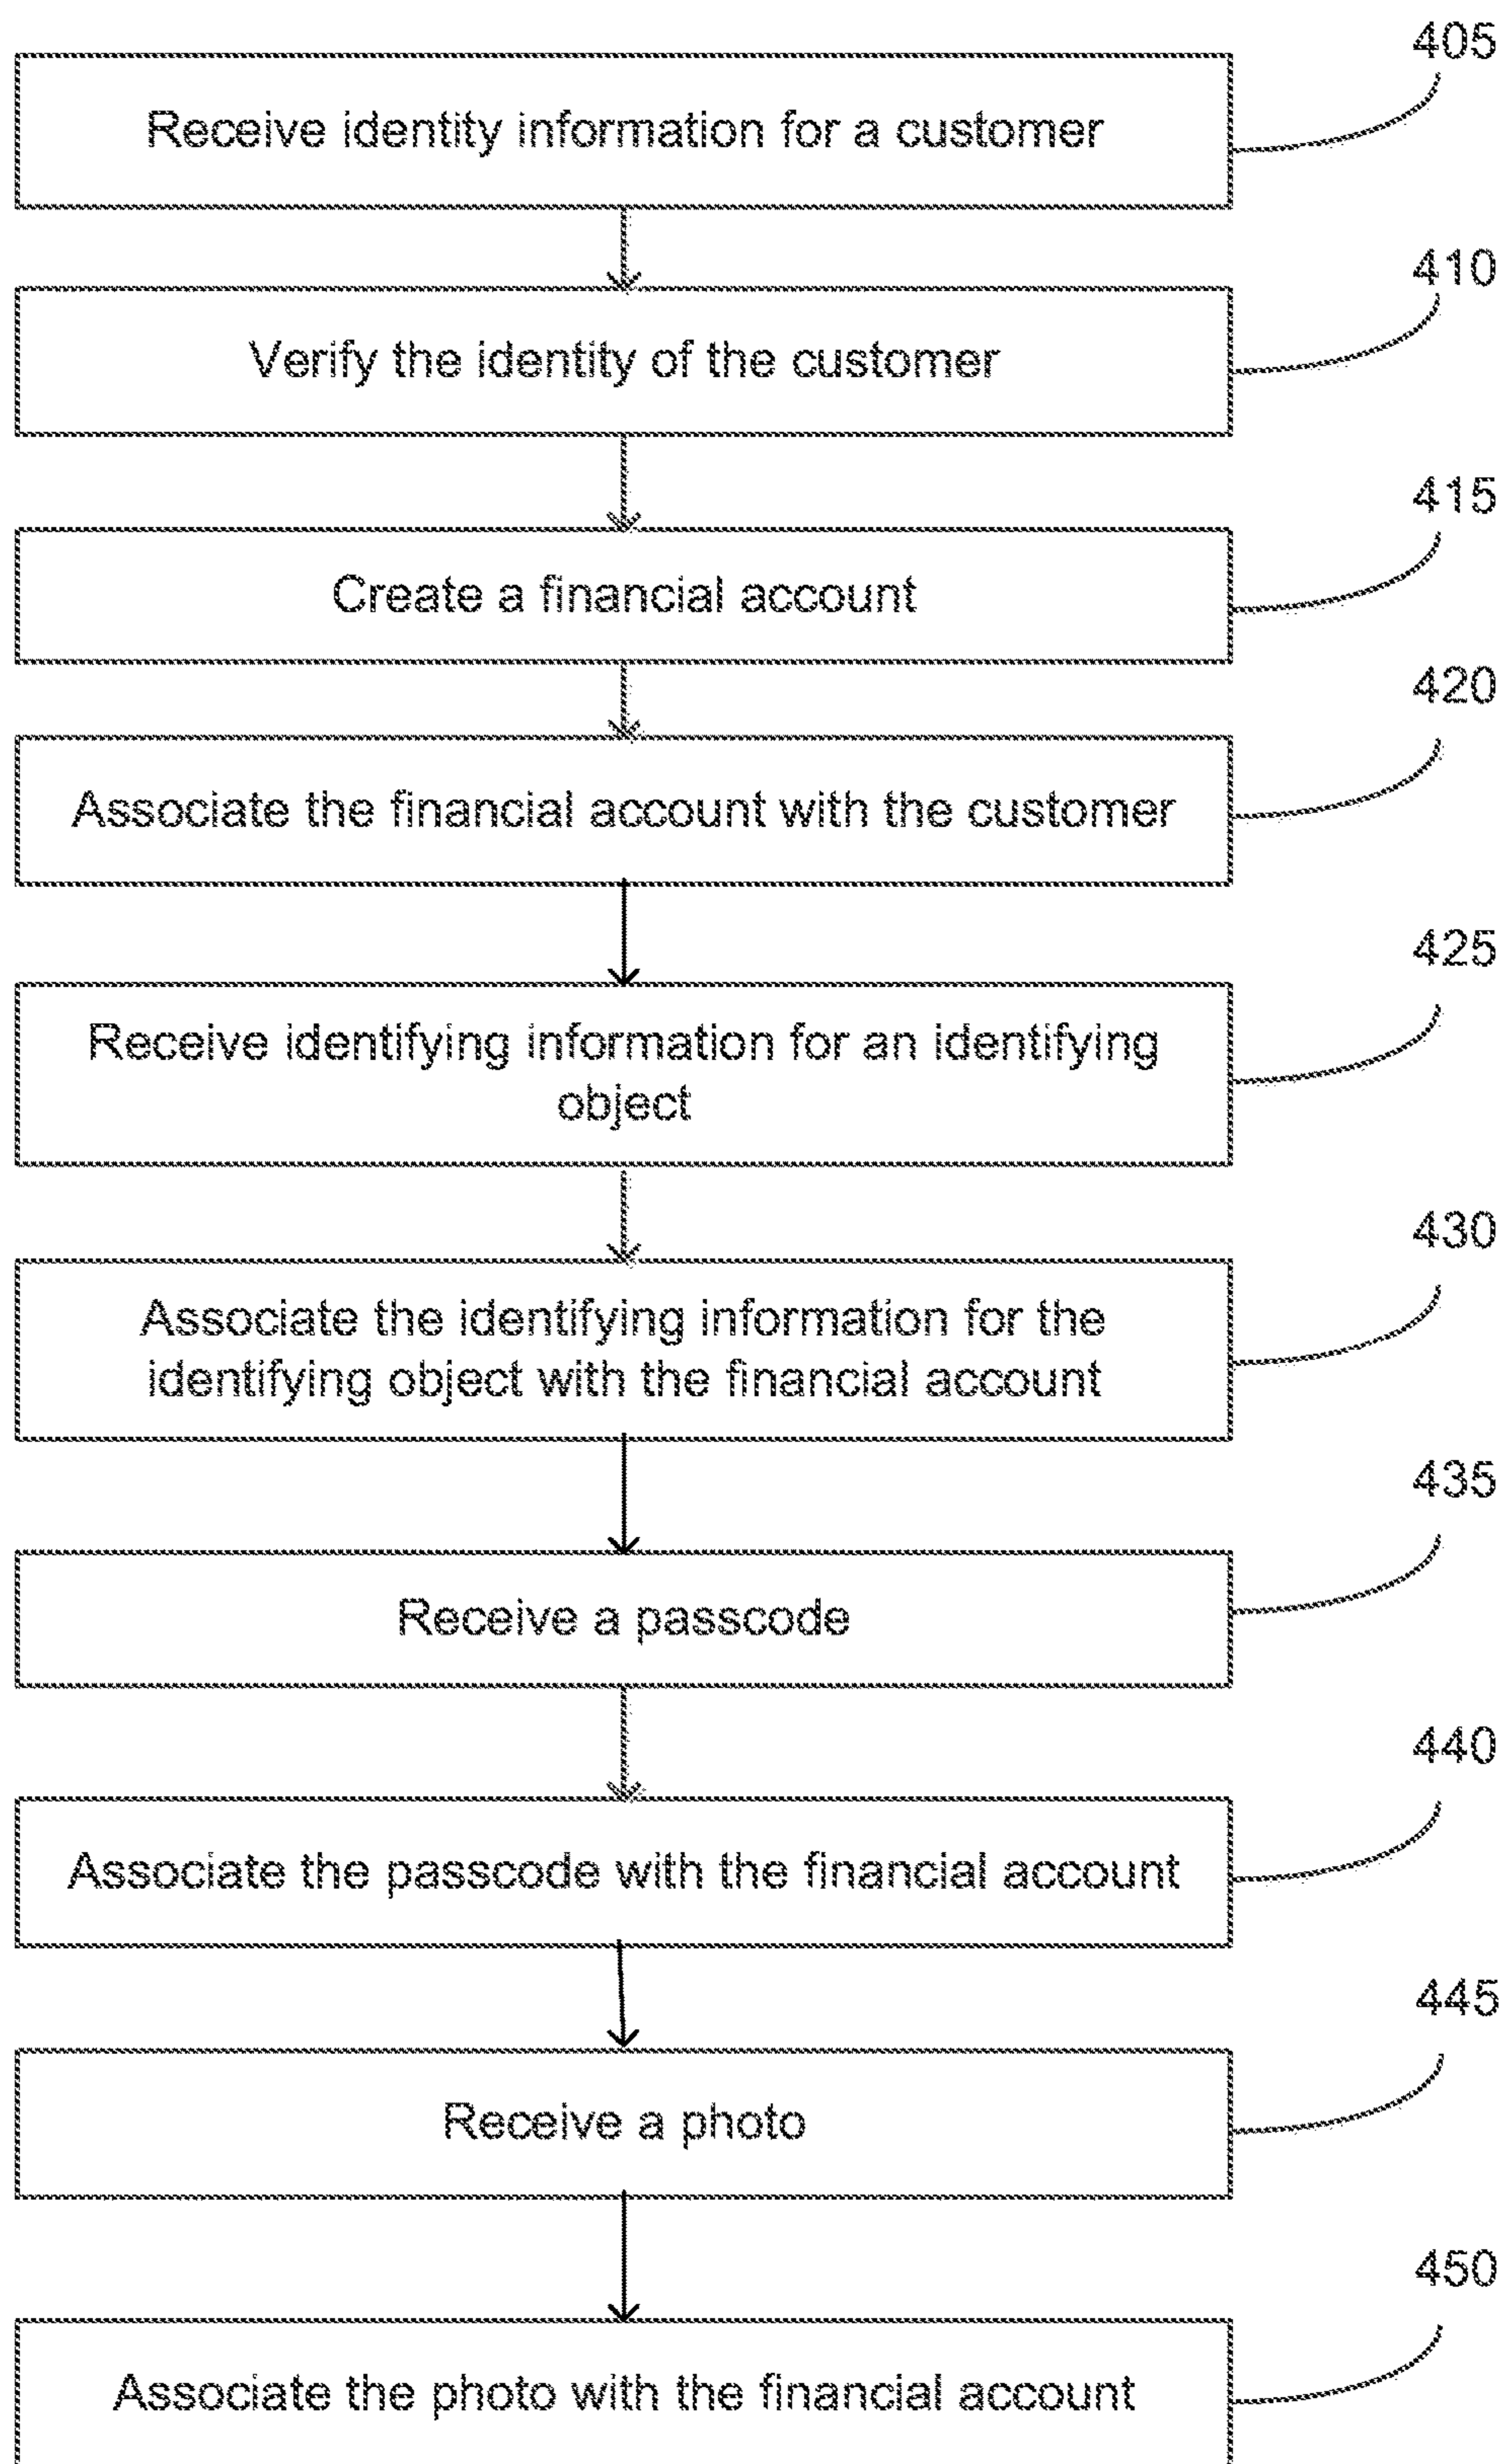 405
Receive identity information for a customer
410
Verify the identity of the customer
415
Create a financial account
420
Associate the financial account with the customer
425
Receive identifying information for an identifying
object
430
Associate the identifying information for the
identifying object with the financial account
435
Receive a passcode
440
Associate the passcode with the financial account
445
Receive a photo
450
Associate the photo with the financial account